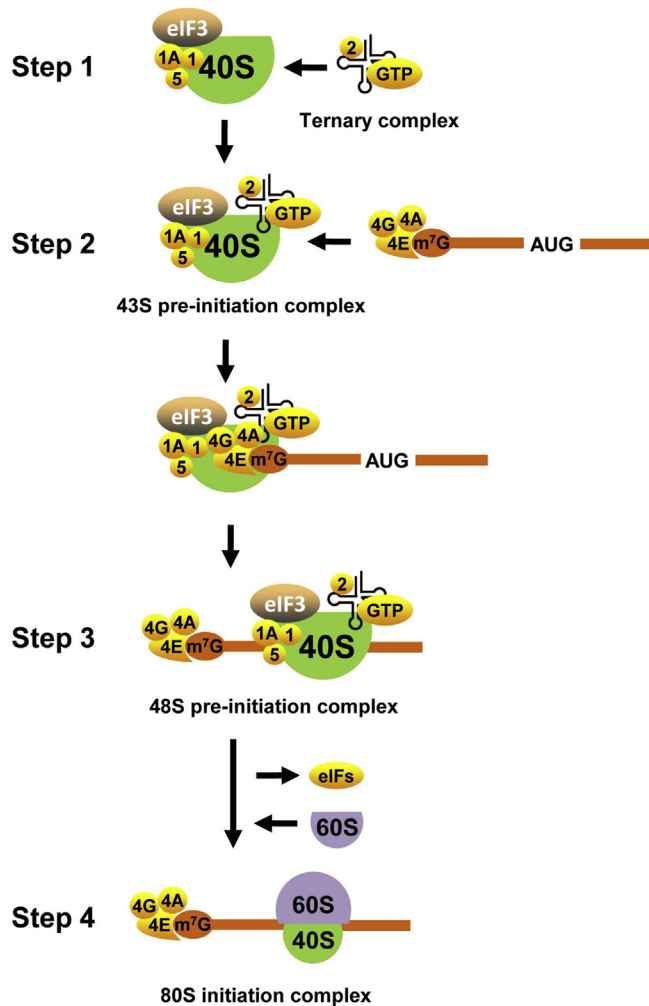 eIF3
Step 1
1A 1
5
40S
2
GTP
Ternary complex
eIF3
2
GTP
Step 2
1A 1
5
40S
4G 4A
4E m⁷G
AUG
43S pre-initiation complex
eIF3
2
GTP
1A 1 4G 4A
5
4E m⁷G
AUG
Step 3
4G 4A
4E m⁷G
eIF3
1A 1
5
40S
2
GTP
48S pre-initiation complex
eIFs
60S
Step 4
4G 4A
4E m⁷G
60S
40S
80S initiation complex